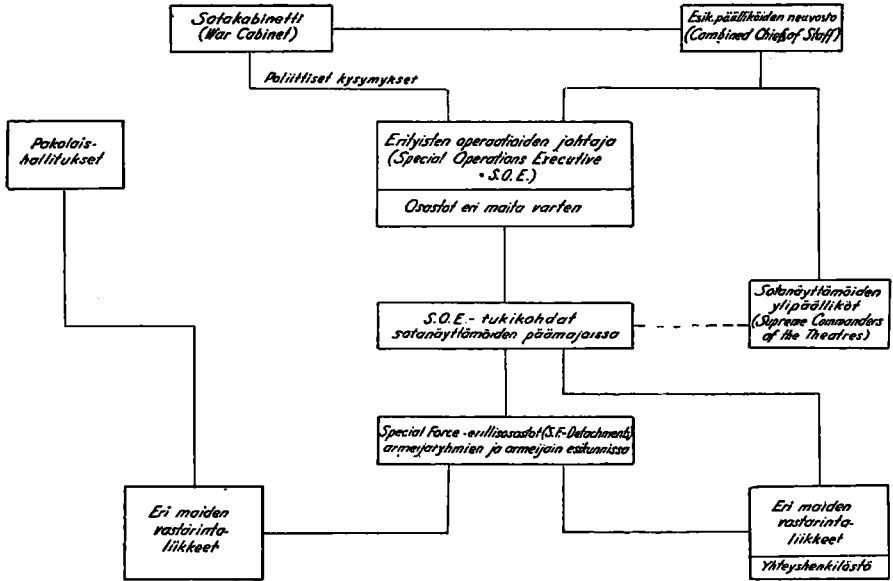 Sotakabinetti
(War Cabinet)
Esik.päälliköiden neuvosto
(Combined Chiefs of Staff)
Poliittiset kysymykset
Pakolais-
hallitukset
Erityisten operaatioiden johtaja
(Special Operations Executive
• S.O.E.)
Osastot eri maita varten
Sotanäyttämöiden
ylipäälliköt
(Supreme Commanders
of the Theatres)
S.O.E.- tukikohdat
sotanäyttämöiden päämajoissa
Special Force -erillisosastot (S.F.-Detachments)
armeijaryhmien ja armeijain esikunnissa
Eri maiden
vastarinta-
liikkeet
Eri maiden
vastarinta-
liikkeet
Yhteyshenkilöstö